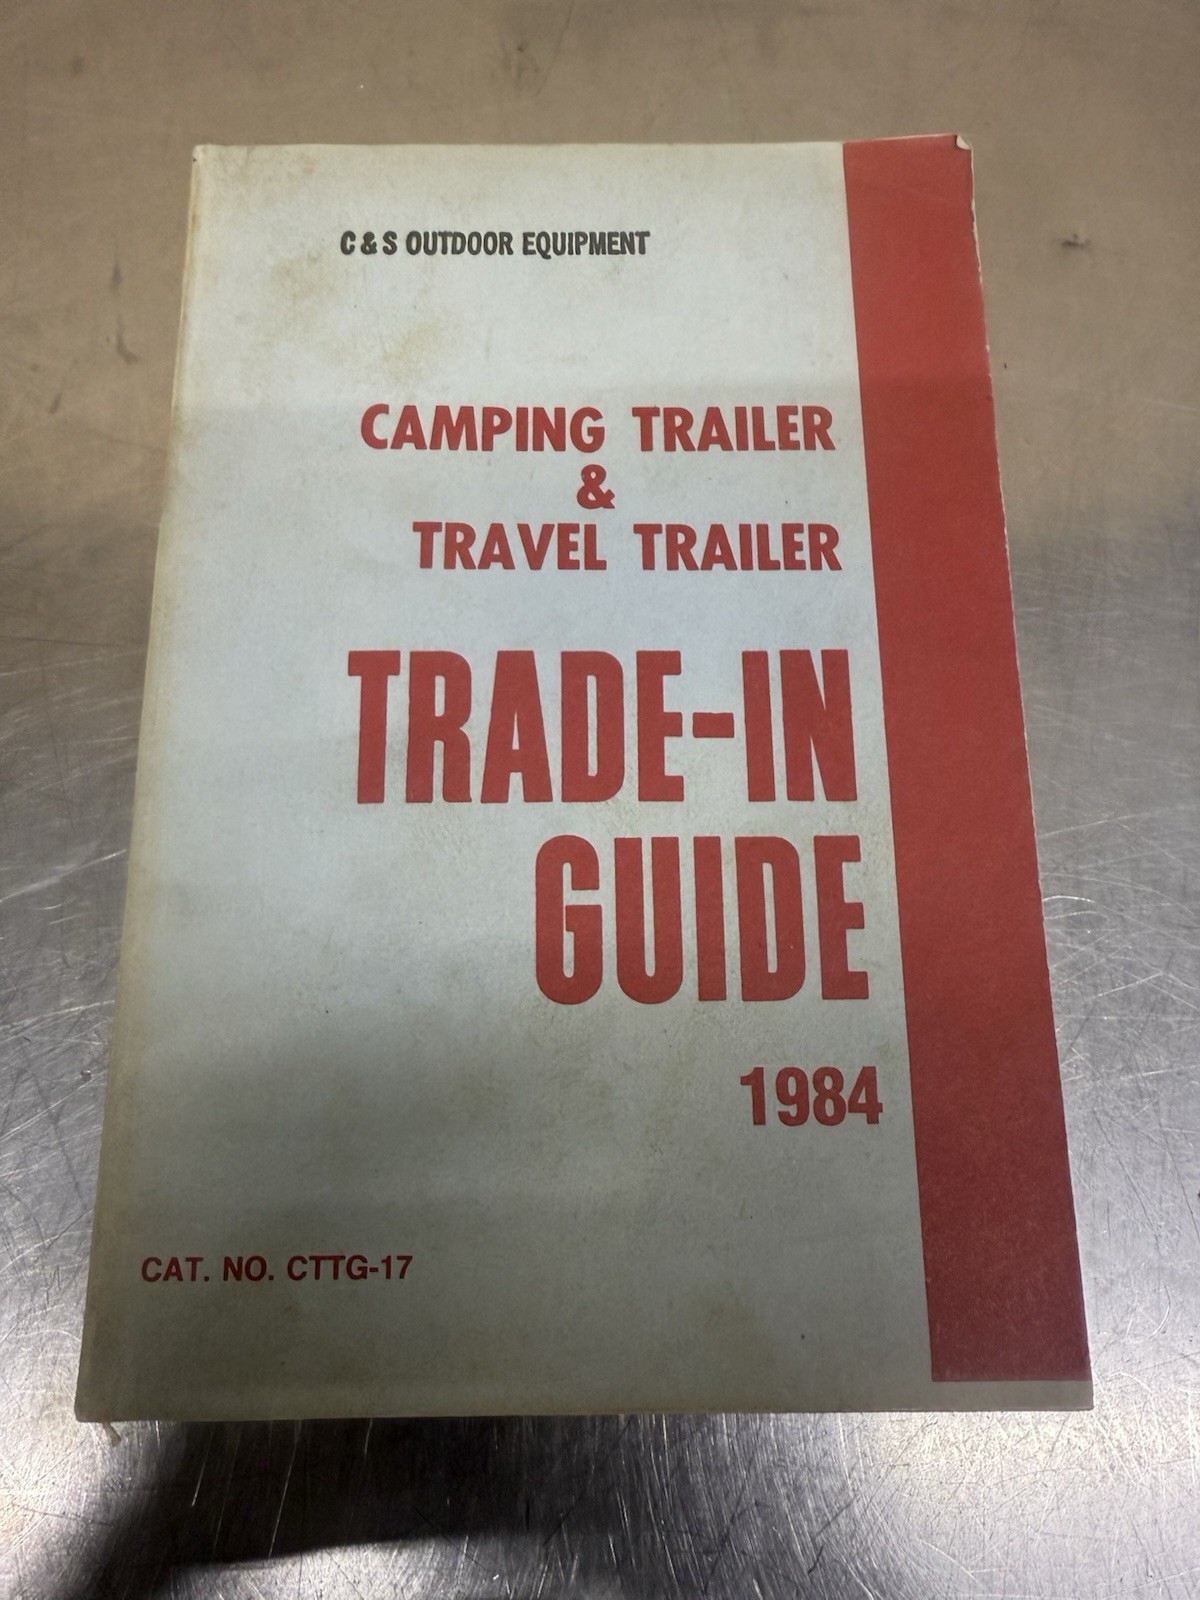 C & S OUTDOOR EQUIPMENT
CAMPING TRAILER
&
TRAVEL TRAILER
TRADE-IN
GUIDE
1984
CAT. NO. CTTG-17